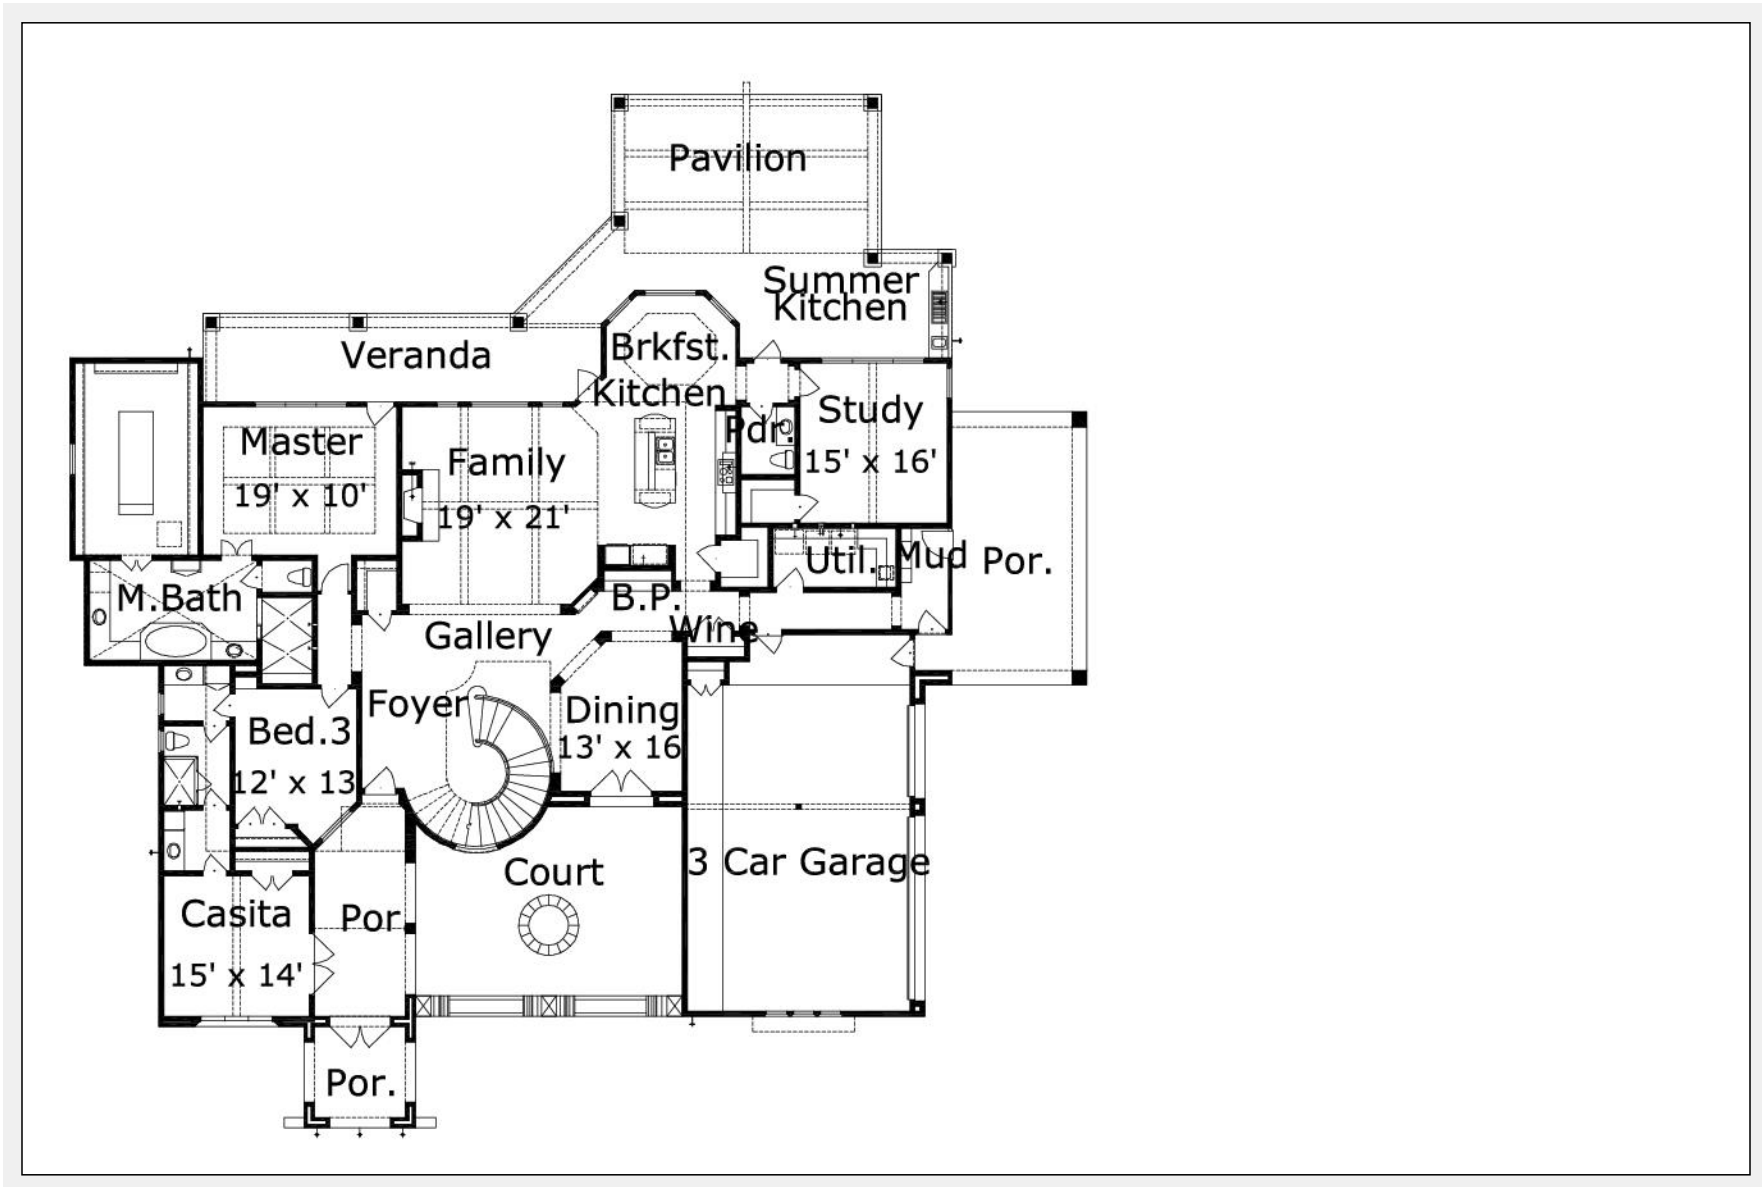 Pavilion
Summer
Kitchen
Veranda
Brkfst.
Kitchen
Master
19' x 10'
Family
19' x 21'
Pdr
Study
15' x 16'
M.Bath
Util.
Mud
Por.
B.P.
Wine
Gallery
Foyer
Dining
13' x 16
Bed.3
12' x 13
Court
3 Car Garage
Casita
15' x 14'
Por
Por.